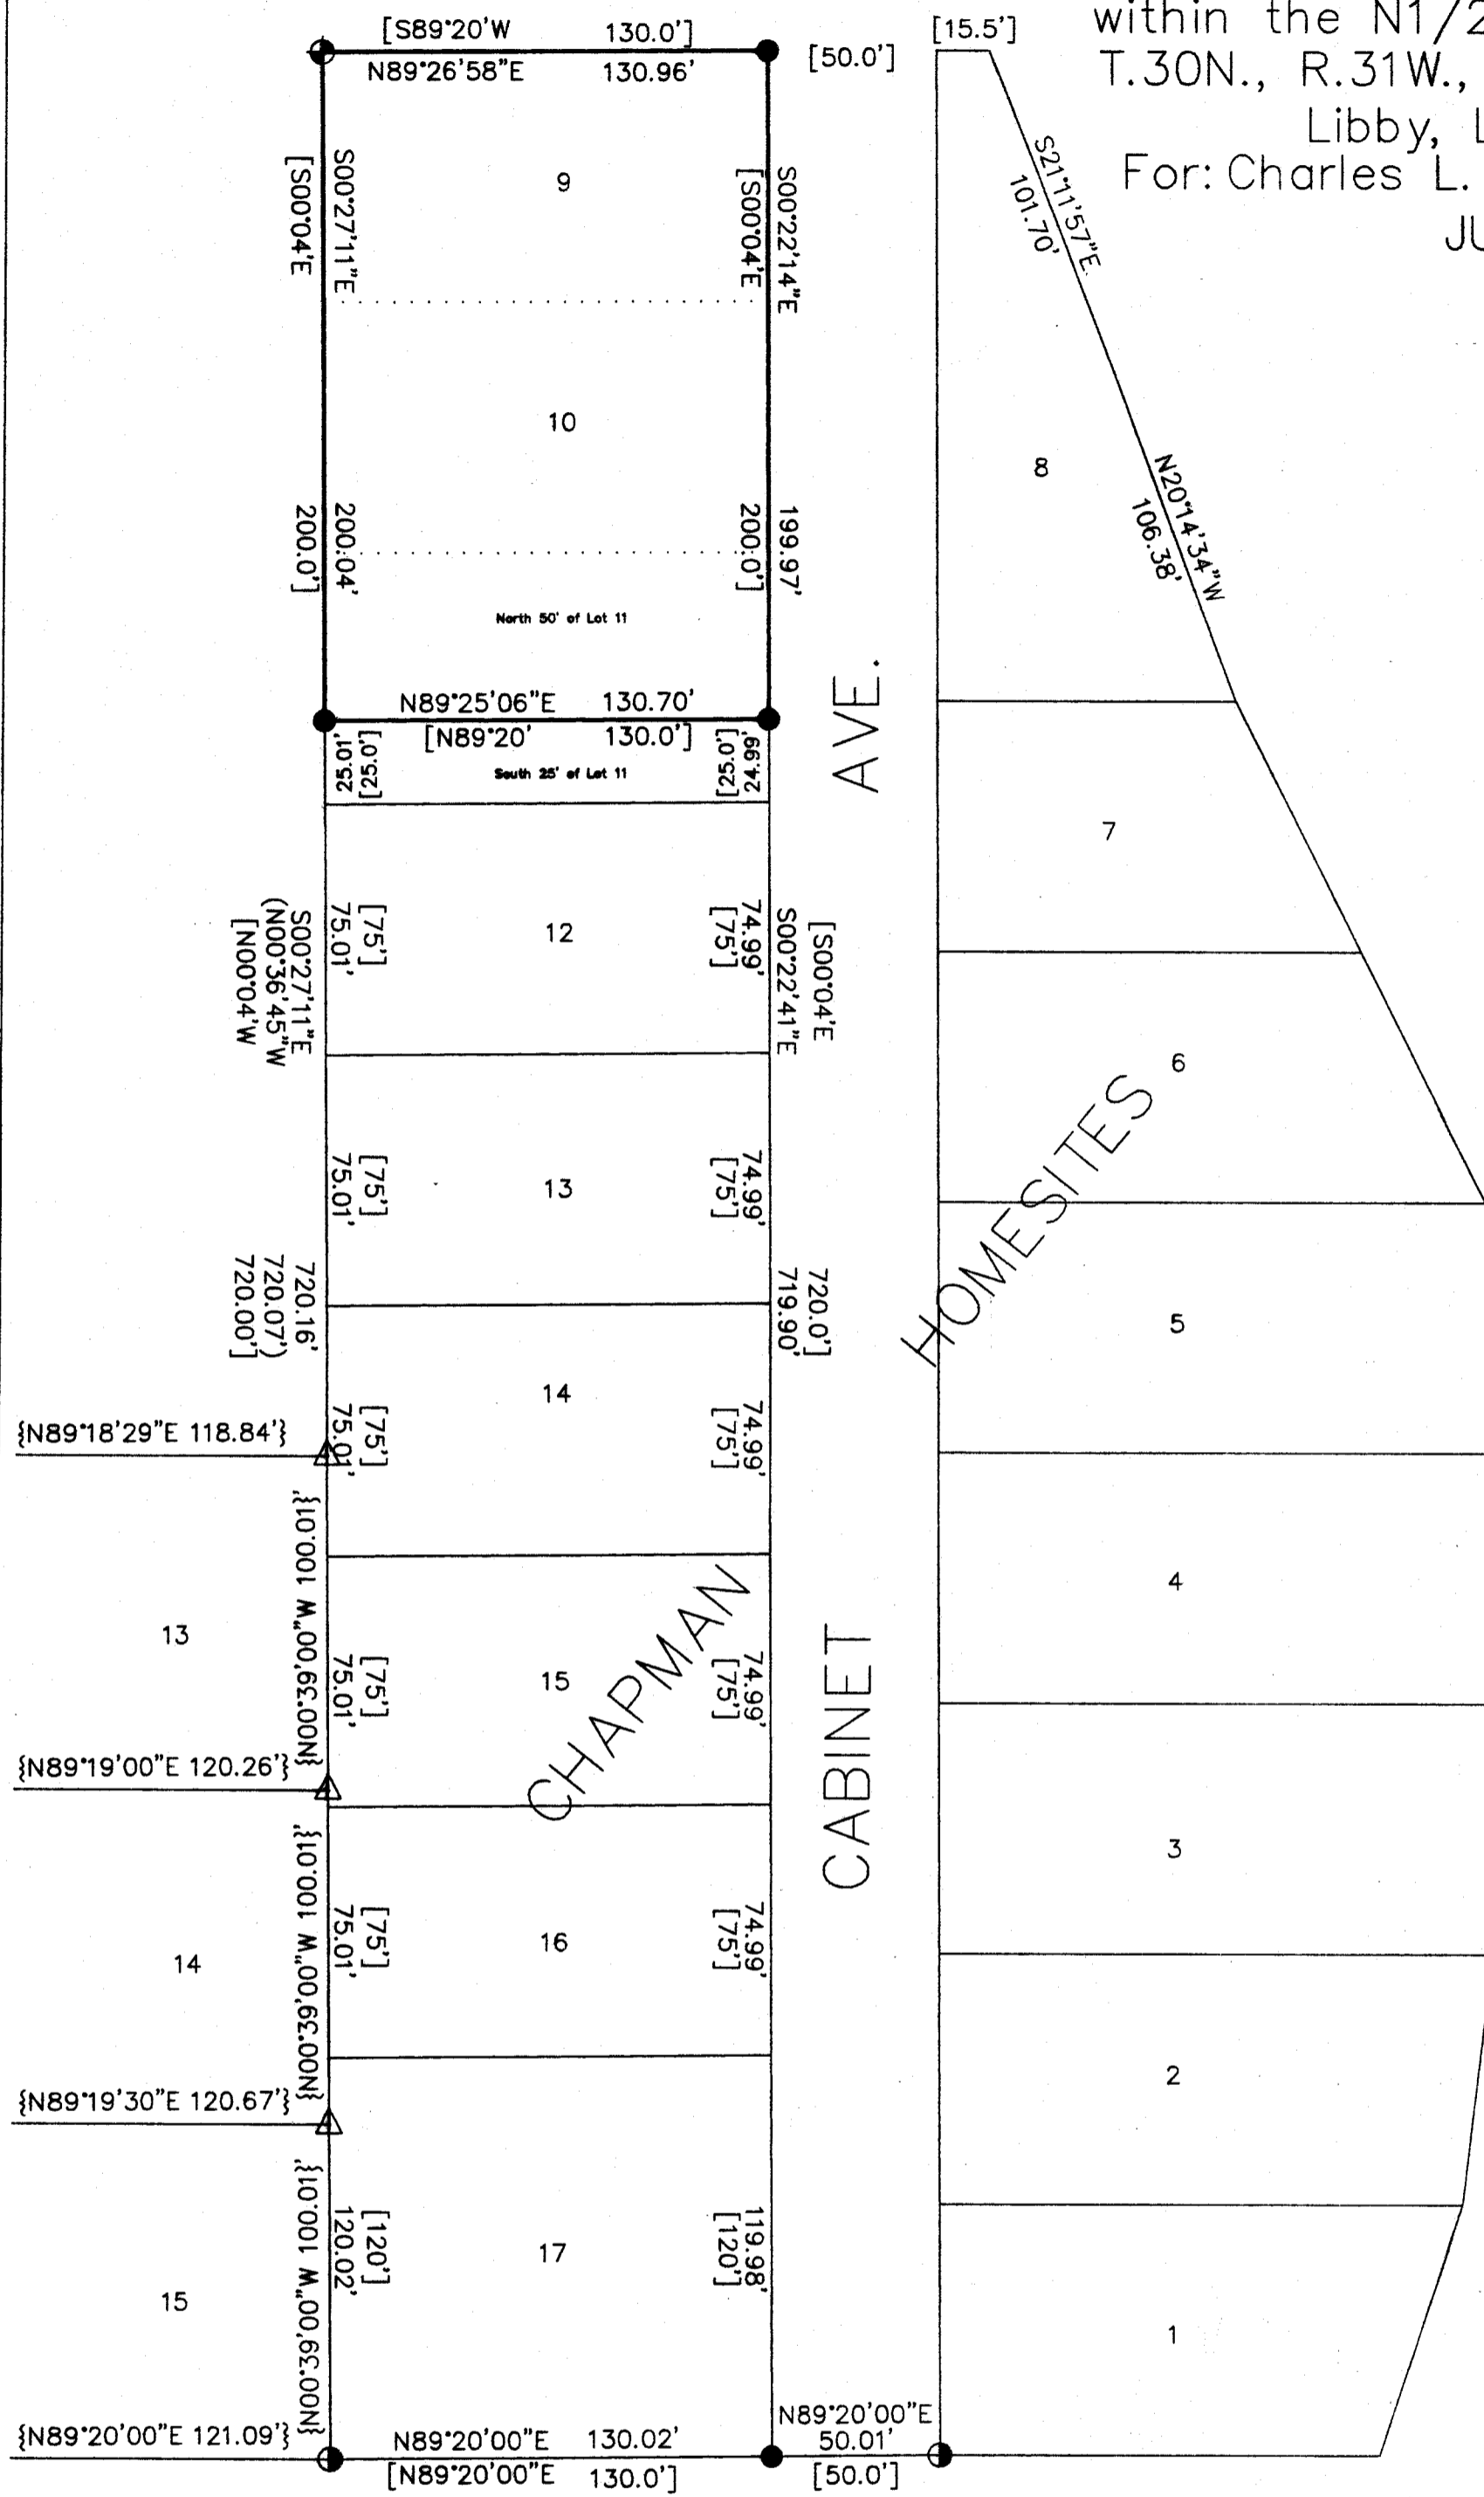 within the N1/2
T.30N., R.31W.,
Libby,
For: Charles L.
[S89°20'W 130.0']
N89°26'58"E 130.96'
[50.0']
[15.5']
S00°27'11"E 200.04'
[S00°04'E 200.0']
9
S00°22'14"E 199.97'
[S00°04'E 200.0']
S21°11'57"E
101.70'
10
8
N20°14'34"W
106.38'
North 50' of Lot 11
N89°25'06"E 130.70'
[N89°20' 130.0']
25.01'
[25.0']
South 25' of Lot 11
24.99'
[25.0']
AVE.
7
[75']
75.01'
12
74.99'
[75']
S00°27'11"E 720.16'
(N00°36'45"W 720.07')
[N00°04'W 720.00']
[S00°04'E 720.0']
S00°22'41"E 719.90'
6
HOMESITES
[75']
75.01'
13
74.99'
[75']
5
[75']
75.01'
14
74.99'
[75']
{N89°18'29"E 118.84'}
{N00°39'00"W 100.01'}
13
4
[75']
75.01'
15
74.99'
[75']
CHAPMAN
CABINET
{N89°19'00"E 120.26'}
{N00°39'00"W 100.01'}
14
3
[75']
75.01'
16
74.99'
[75']
2
{N89°19'30"E 120.67'}
{N00°39'00"W 100.01'}
15
[120']
120.02'
17
119.98'
[120']
1
{N89°20'00"E 121.09'}
N89°20'00"E 130.02'
[N89°20'00"E 130.0']
N89°20'00"E
50.01'
[50.0']